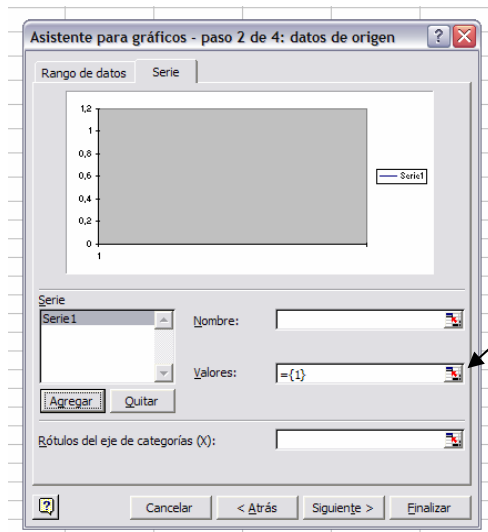 Asistente para gráficos - paso 2 de 4: datos de origen
Rango de datos Serie
1,2
1
0,8
0,6
0,4
0,2
0
1
Serie1
Serie
Serie1
Nombre:
Valores: ={1}
Agregar Quitar
Rótulos del eje de categorías (X):
Cancelar < Atrás Siguiente > Finalizar